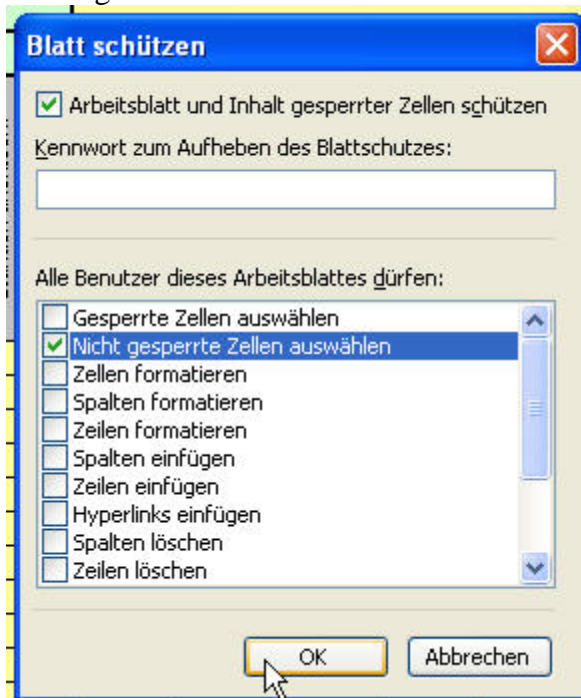 Blatt schützen
Arbeitsblatt und Inhalt gesperrter Zellen schützen
Kennwort zum Aufheben des Blattschutzes:
Alle Benutzer dieses Arbeitsblattes dürfen:
Gesperrte Zellen auswählen
Nicht gesperrte Zellen auswählen
Zellen formatieren
Spalten formatieren
Zeilen formatieren
Spalten einfügen
Zeilen einfügen
Hyperlinks einfügen
Spalten löschen
Zeilen löschen
OK
Abbrechen